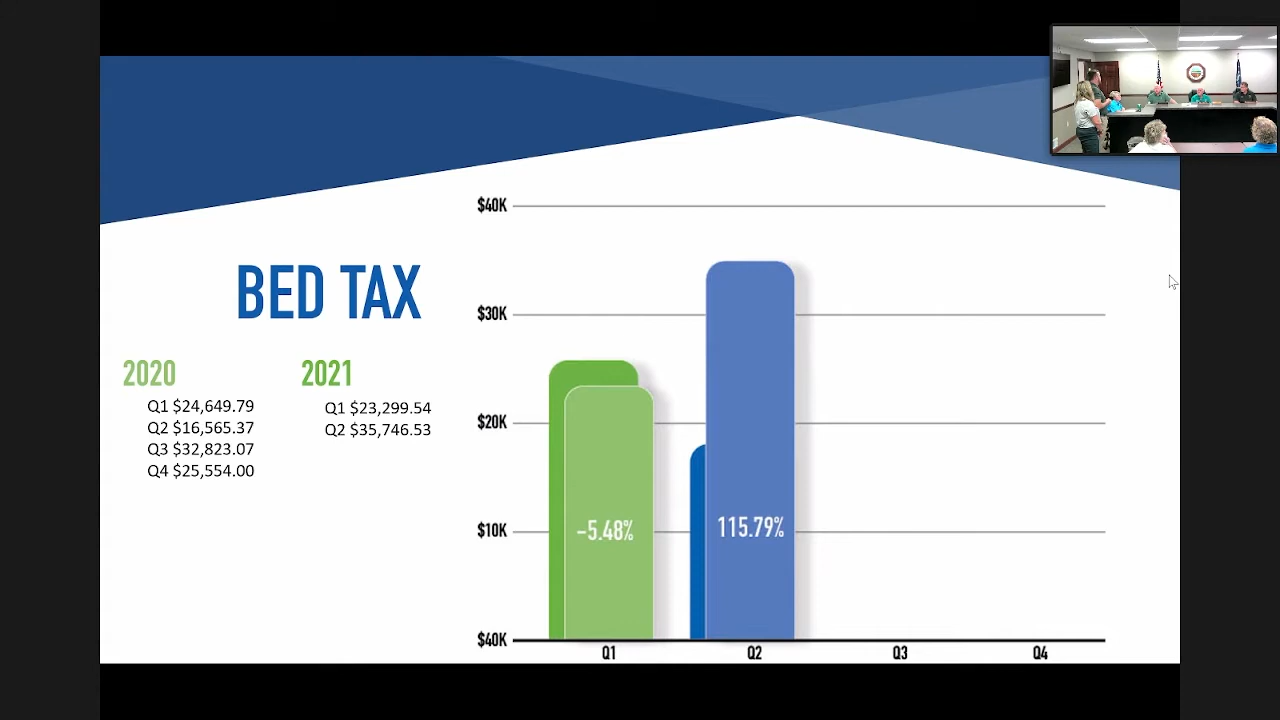 BED TAX
2020
Q1 $24,649.79
Q2 $16,565.37
Q3 $32,823.07
Q4 $25,554.00
2021
Q1 $23,299.54
Q2 $35,746.53
$40K
$30K
$20K
$10K
$40K
-5.48%
115.79%
Q1
Q2
Q3
Q4